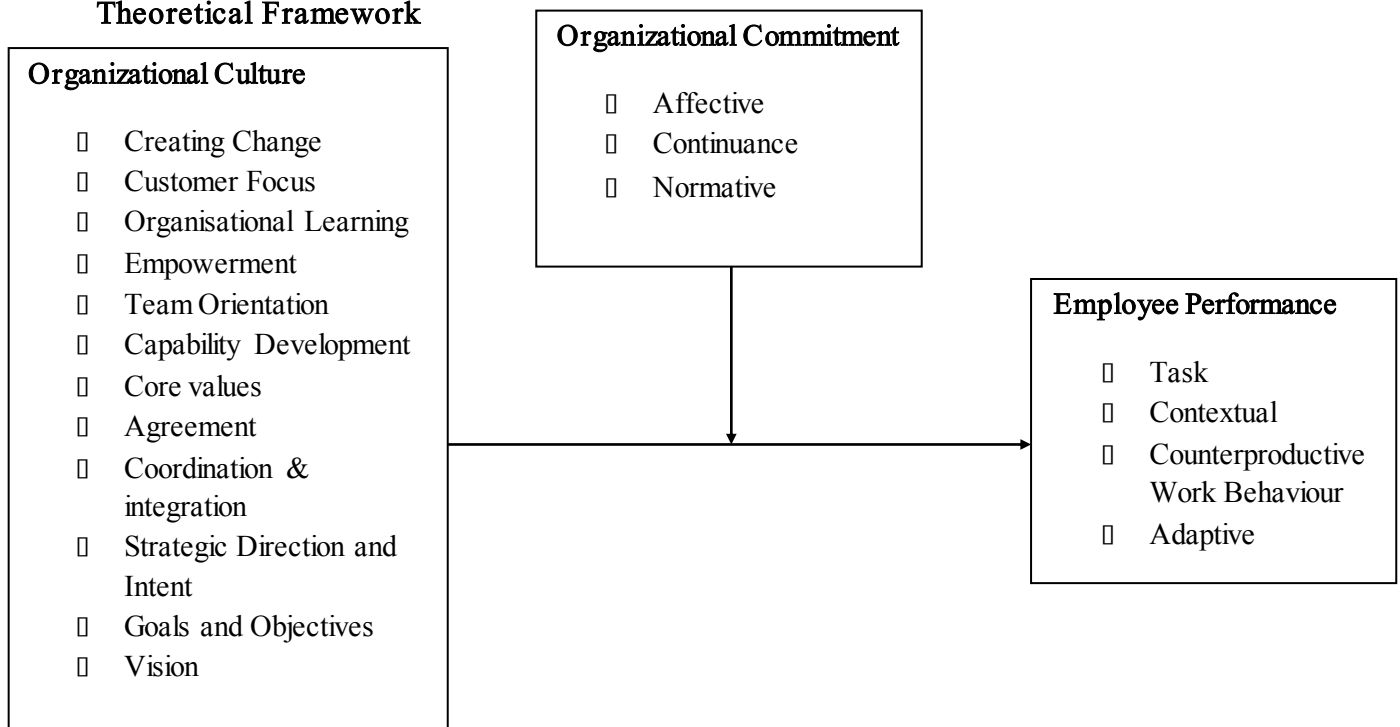 Theoretical Framework
Organizational Culture
▯ Creating Change
▯ Customer Focus
▯ Organisational Learning
▯ Empowerment
▯ Team Orientation
▯ Capability Development
▯ Core values
▯ Agreement
▯ Coordination &
integration
▯ Strategic Direction and
Intent
▯ Goals and Objectives
▯ Vision
Organizational Commitment
▯ Affective
▯ Continuance
▯ Normative
Employee Performance
▯ Task
▯ Contextual
▯ Counterproductive
Work Behaviour
▯ Adaptive